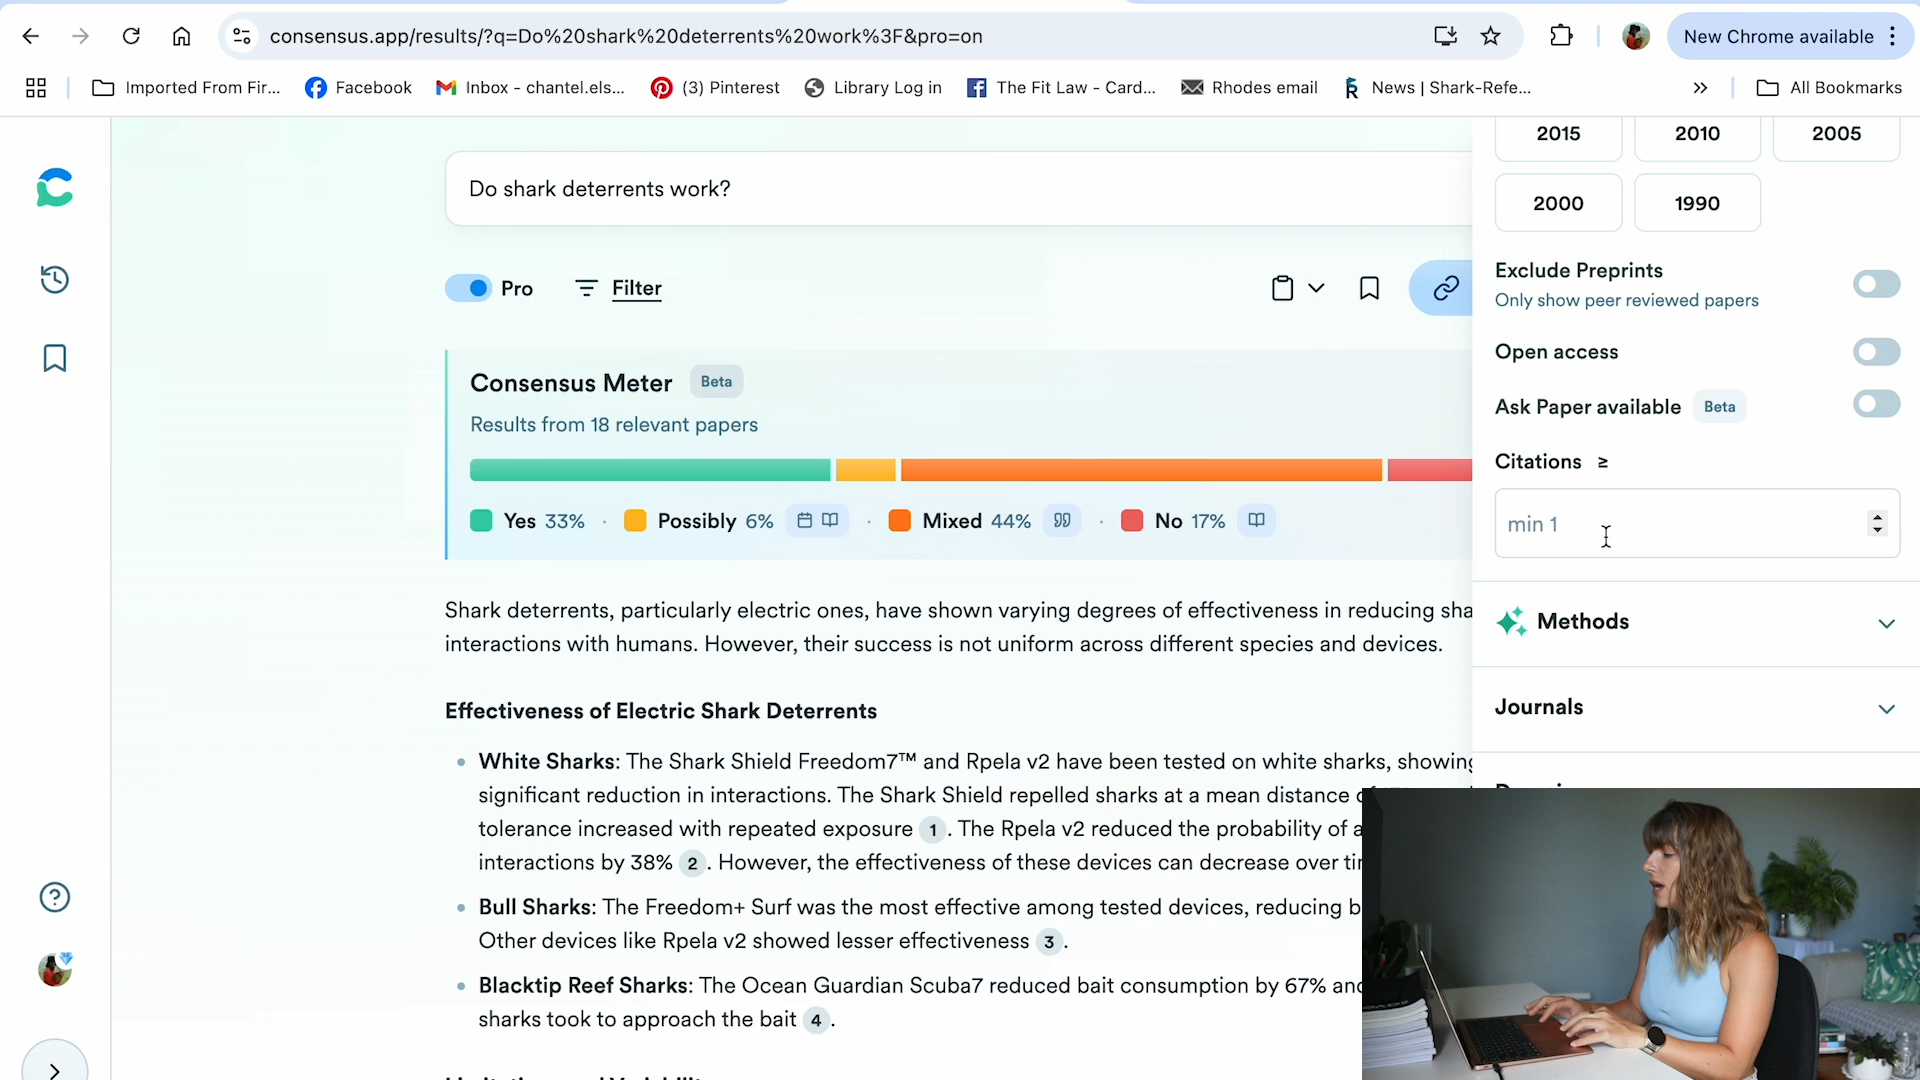 consensus.app/results/?q=Do%20shark%20deterrents%20work%3F&pro=on
New Chrome available
Imported From Fir...
Facebook
Inbox - chantel.els...
(3) Pinterest
Library Log in
The Fit Law - Card...
Rhodes email
News | Shark-Refe...
All Bookmarks
Do shark deterrents work?
Pro
Filter
Consensus Meter Beta
Results from 18 relevant papers
Yes 33% · Possibly 6% · Mixed 44% · No 17%
Shark deterrents, particularly electric ones, have shown varying degrees of effectiveness in reducing sha
interactions with humans. However, their success is not uniform across different species and devices.
Effectiveness of Electric Shark Deterrents
• White Sharks: The Shark Shield Freedom7™ and Rpela v2 have been tested on white sharks, showing
significant reduction in interactions. The Shark Shield repelled sharks at a mean distance
tolerance increased with repeated exposure 1. The Rpela v2 reduced the probability of a
interactions by 38% 2. However, the effectiveness of these devices can decrease over
• Bull Sharks: The Freedom+ Surf was the most effective among tested devices, reducing b
Other devices like Rpela v2 showed lesser effectiveness 3.
• Blacktip Reef Sharks: The Ocean Guardian Scuba7 reduced bait consumption by 67% and
sharks took to approach the bait 4.
2015 2010 2005
2000 1990
Exclude Preprints
Only show peer reviewed papers
Open access
Ask Paper available Beta
Citations ≥
min 1
Methods
Journals